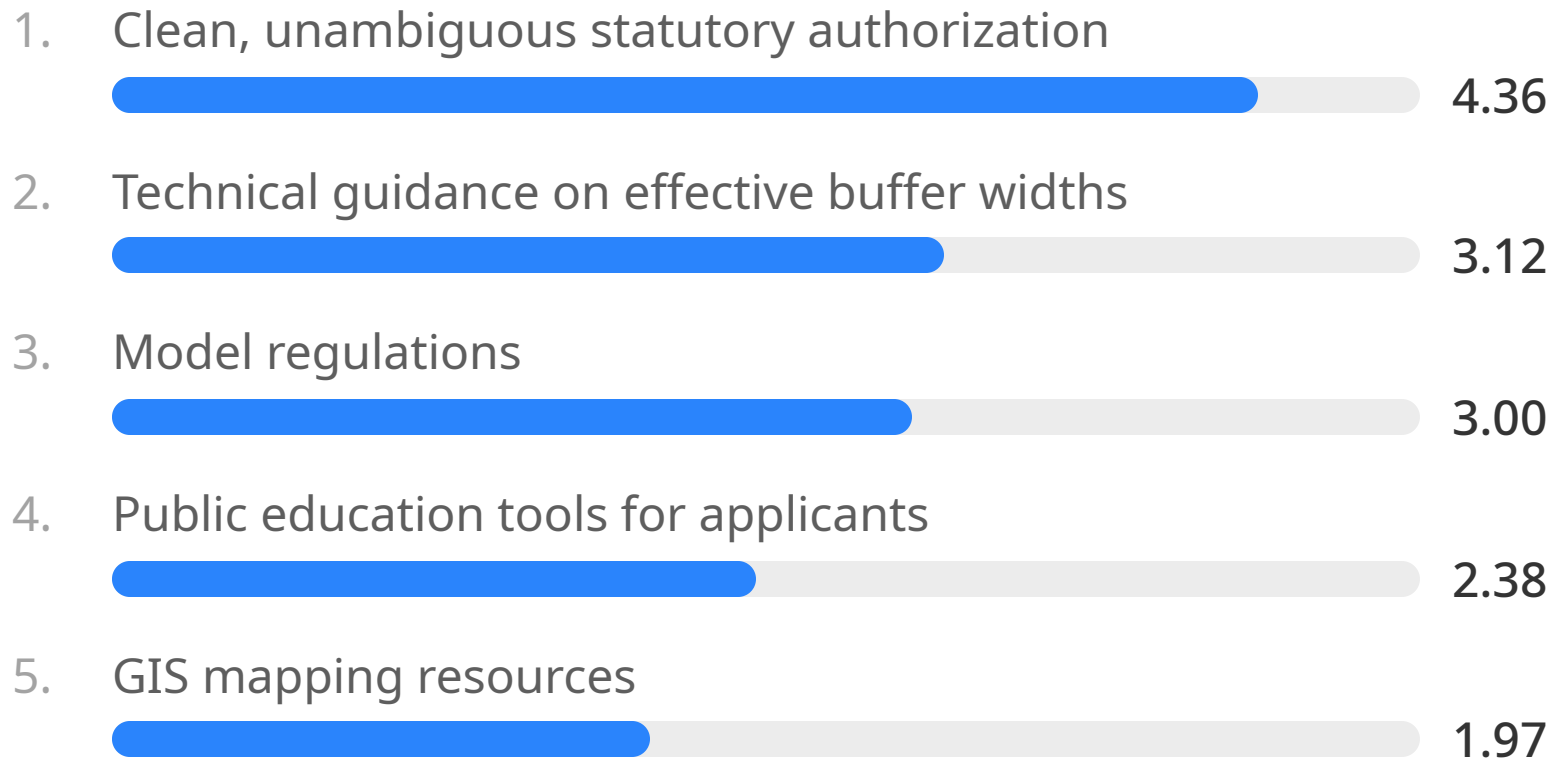 1. Clean, unambiguous statutory authorization
4.36
2. Technical guidance on effective buffer widths
3.12
3. Model regulations
3.00
4. Public education tools for applicants
2.38
5. GIS mapping resources
1.97